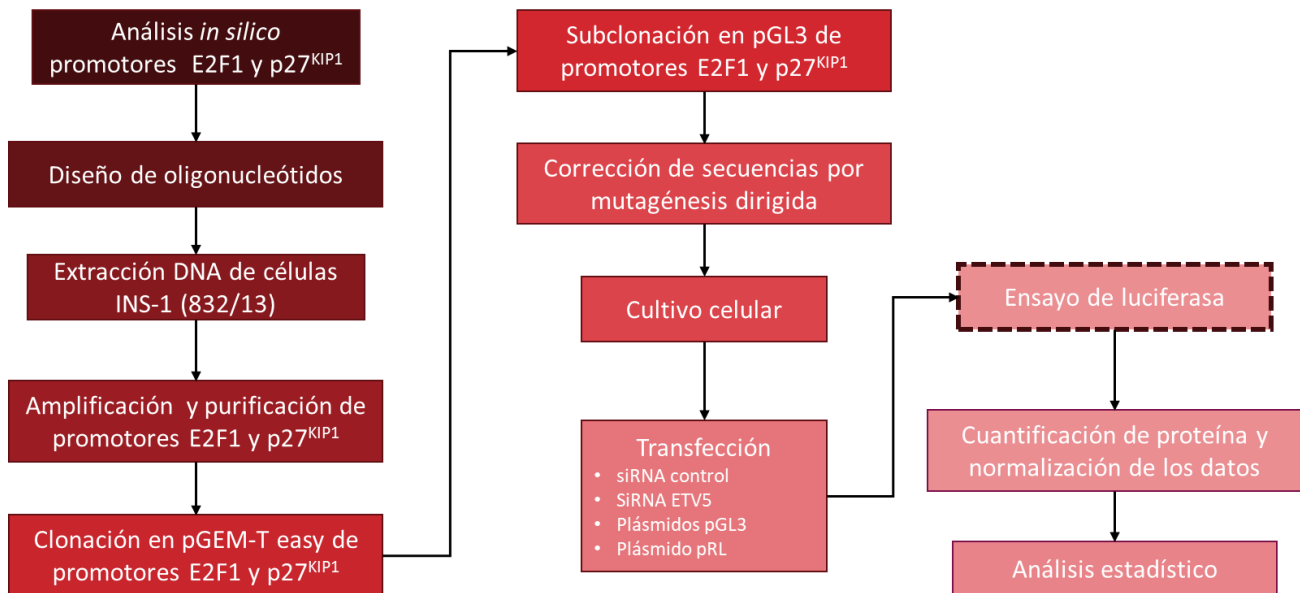 Análisis in silico
promotores E2F1 y p27KIP1
Diseño de oligonucleótidos
Extracción DNA de células
INS-1 (832/13)
Amplificación y purificación de
promotores E2F1 y p27KIP1
Clonación en pGEM-T easy de
promotores E2F1 y p27KIP1
Subclonación en pGL3 de
promotores E2F1 y p27KIP1
Corrección de secuencias por
mutagénesis dirigida
Cultivo celular
Transfección
• siRNA control
• SiRNA ETV5
• Plásmidos pGL3
• Plásmido pRL
Ensayo de luciferasa
Cuantificación de proteína y
normalización de los datos
Análisis estadístico